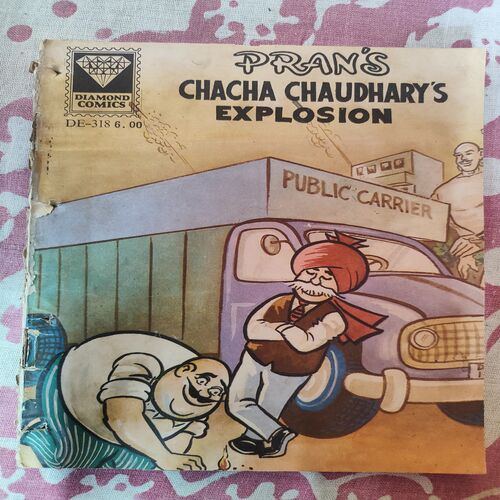 PRAN'S
CHACHA CHAUDHARY'S
EXPLOSION
DIAMOND
COMICS
DE-318 6.00
PUBLIC CARRIER